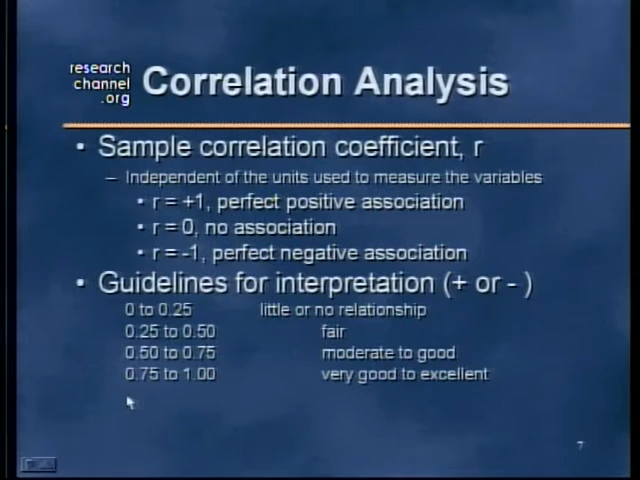 research
channel
.org
Correlation Analysis
• Sample correlation coefficient, r
– Independent of the units used to measure the variables
• r = +1, perfect positive association
• r = 0, no association
• r = -1, perfect negative association
• Guidelines for interpretation (+ or - )
0 to 0.25 little or no relationship
0.25 to 0.50 fair
0.50 to 0.75 moderate to good
0.75 to 1.00 very good to excellent
7